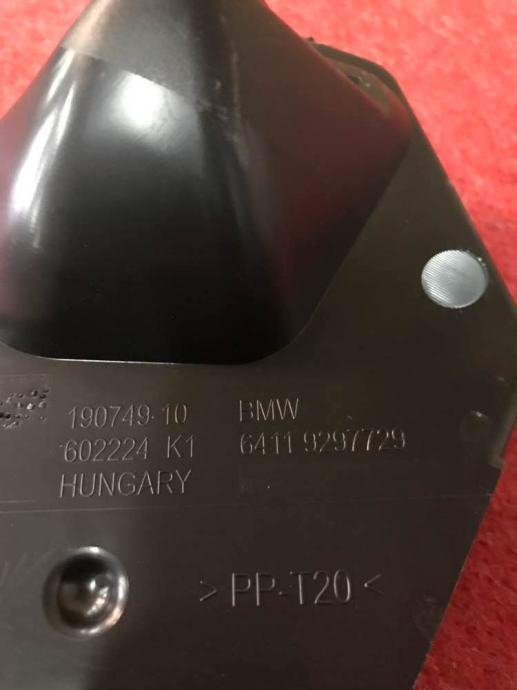 190749-10
602224 K1
HUNGARY
BMW
6411 9297729
>PP-T20<